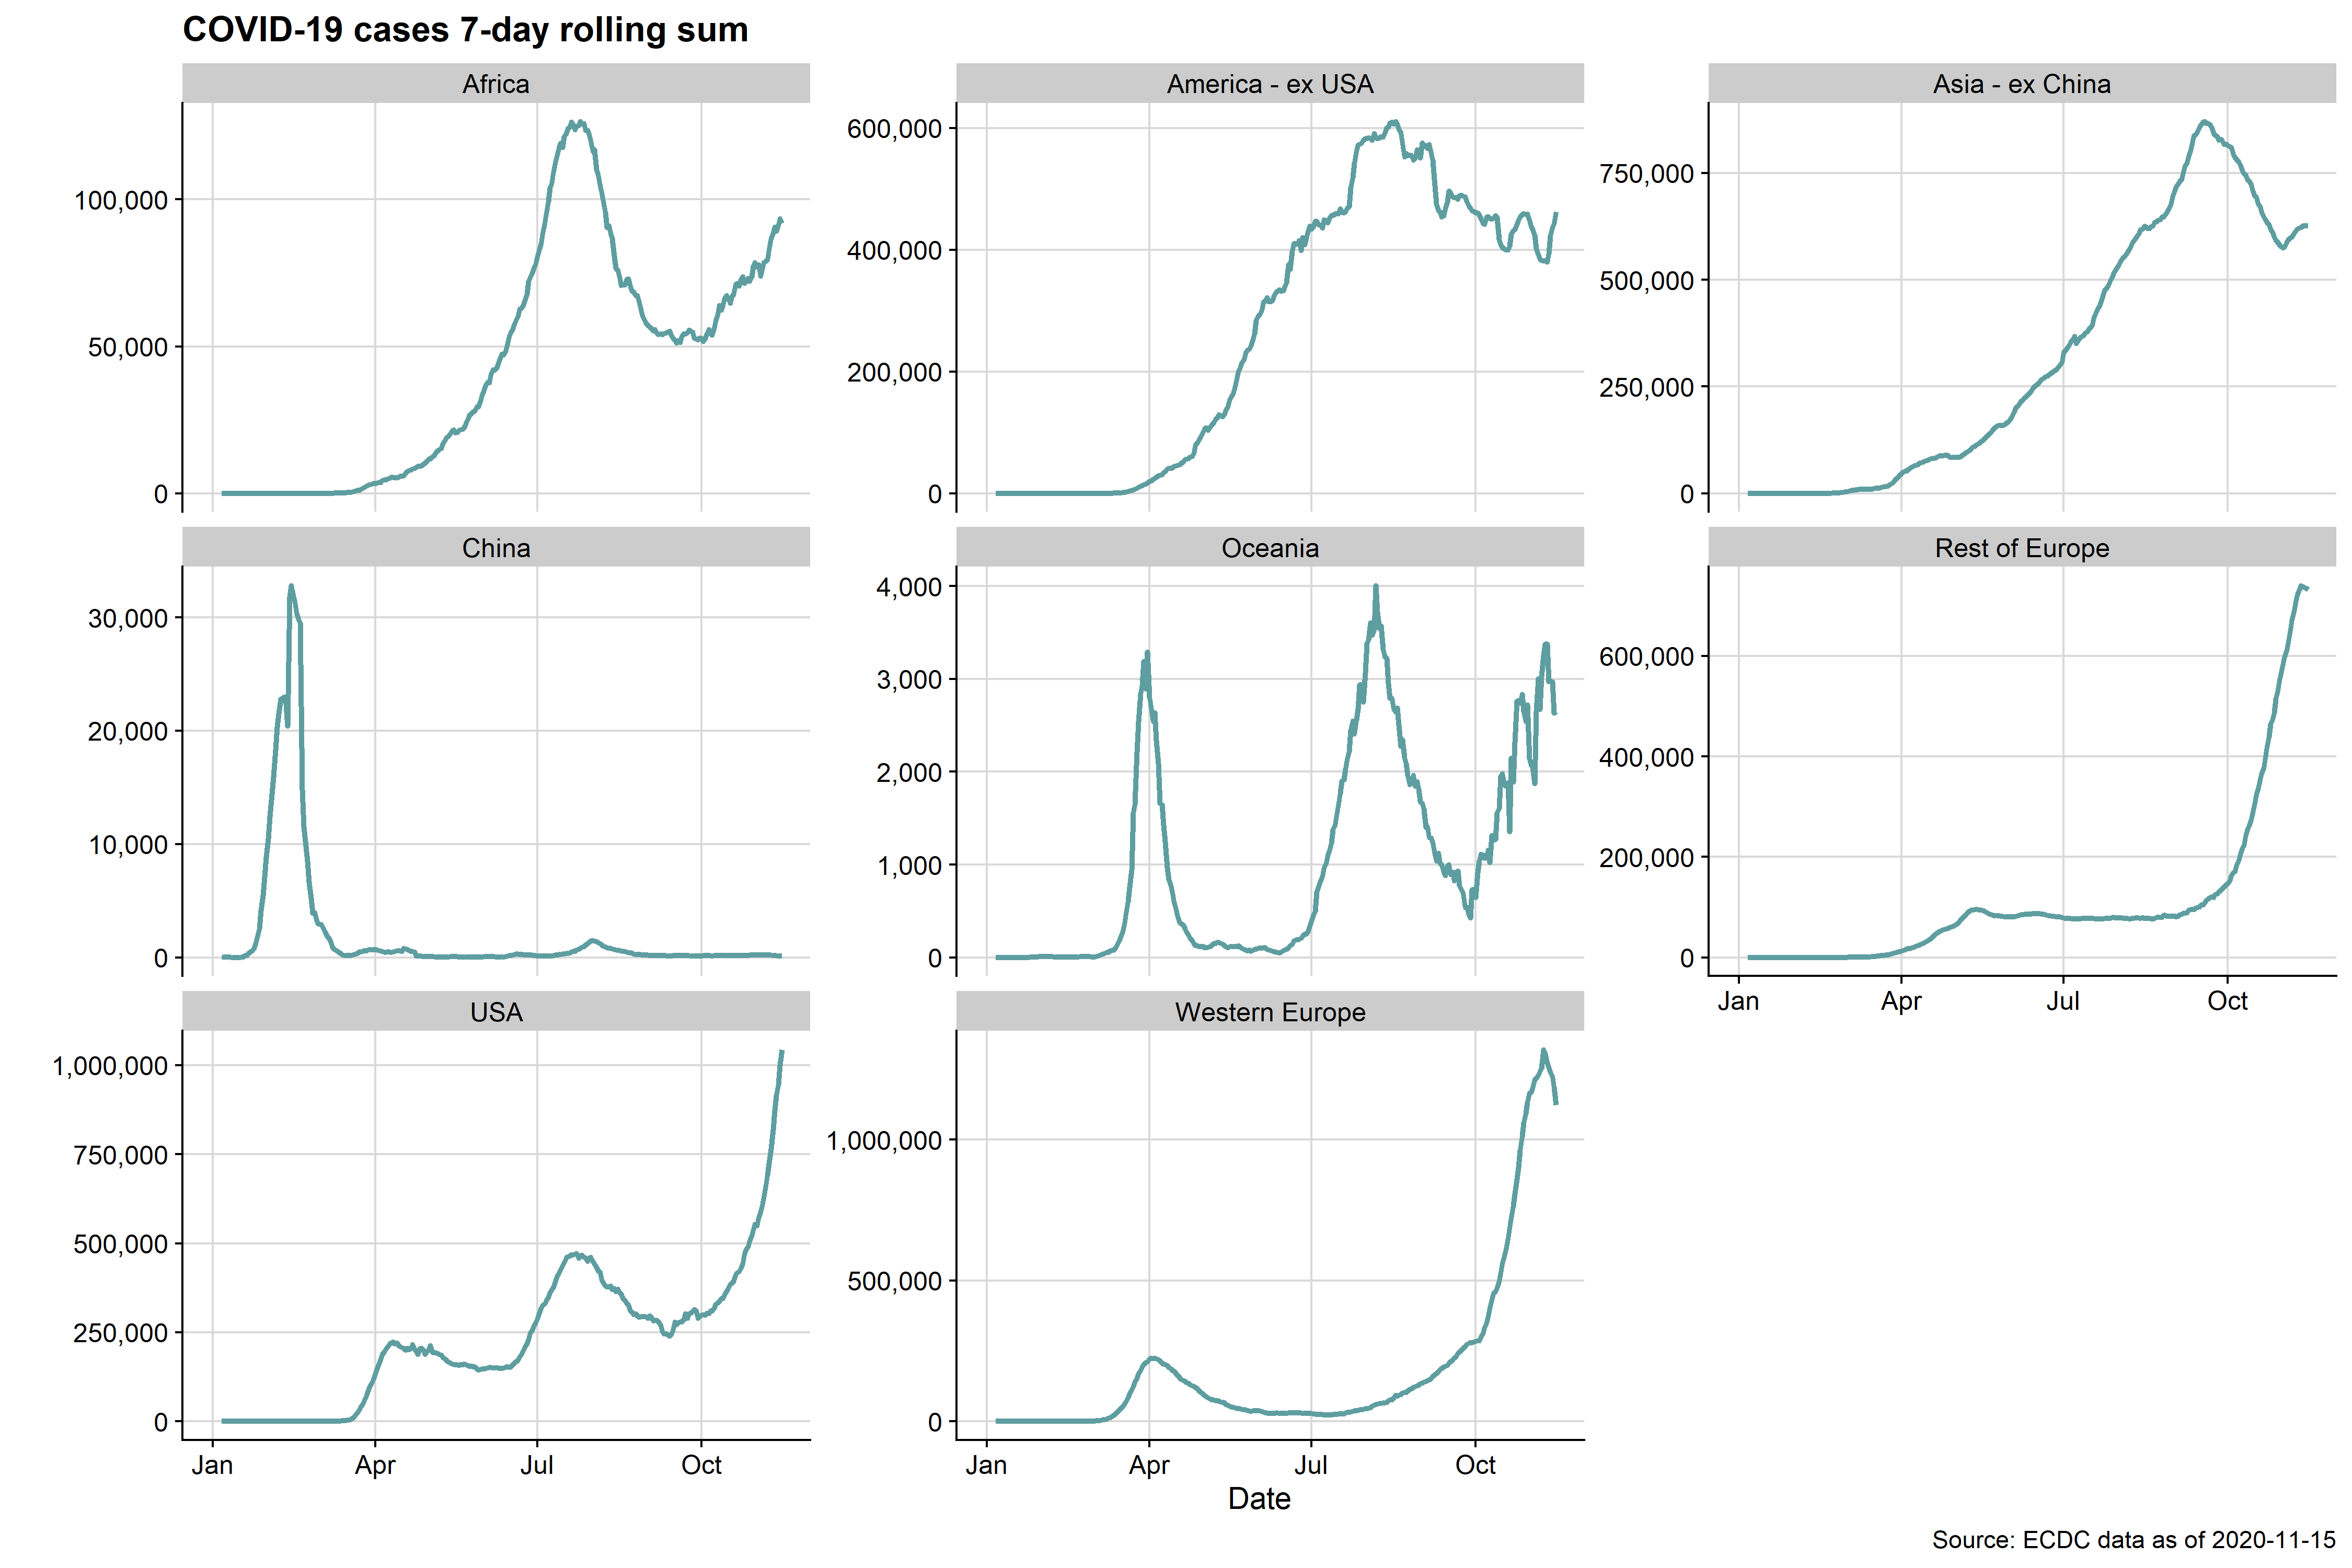 COVID-19 cases 7-day rolling sum
Africa
America - ex USA
Asia - ex China
100,000
50,000
0
600,000
400,000
200,000
0
750,000
500,000
250,000
0
China
Oceania
Rest of Europe
30,000
20,000
10,000
0
4,000
3,000
2,000
1,000
0
600,000
400,000
200,000
0
Jan Apr Jul Oct
USA
Western Europe
1,000,000
750,000
500,000
250,000
0
1,000,000
500,000
0
Jan Apr Jul Oct
Jan Apr Jul Oct
Date
Source: ECDC data as of 2020-11-15